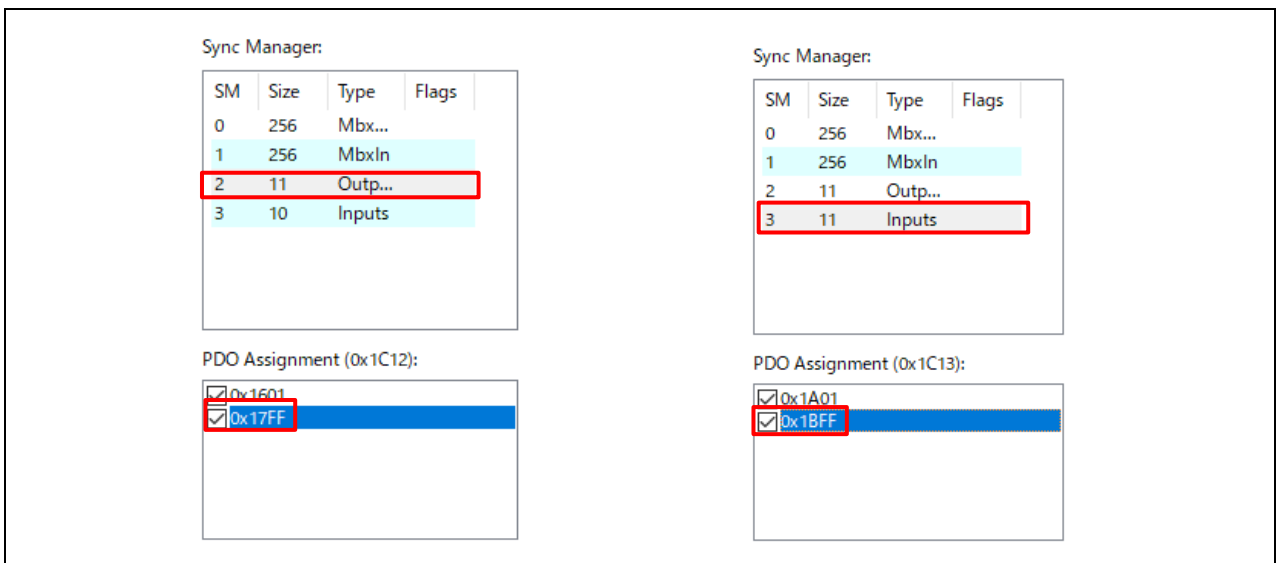 Sync Manager:
SM Size Type Flags
0 256 Mbx...
1 256 MbxIn
2 11 Outp...
3 10 Inputs
PDO Assignment (0x1C12):
0x1601
0x17FF
Sync Manager:
SM Size Type Flags
0 256 Mbx...
1 256 MbxIn
2 11 Outp...
3 11 Inputs
PDO Assignment (0x1C13):
0x1A01
0x1BFF